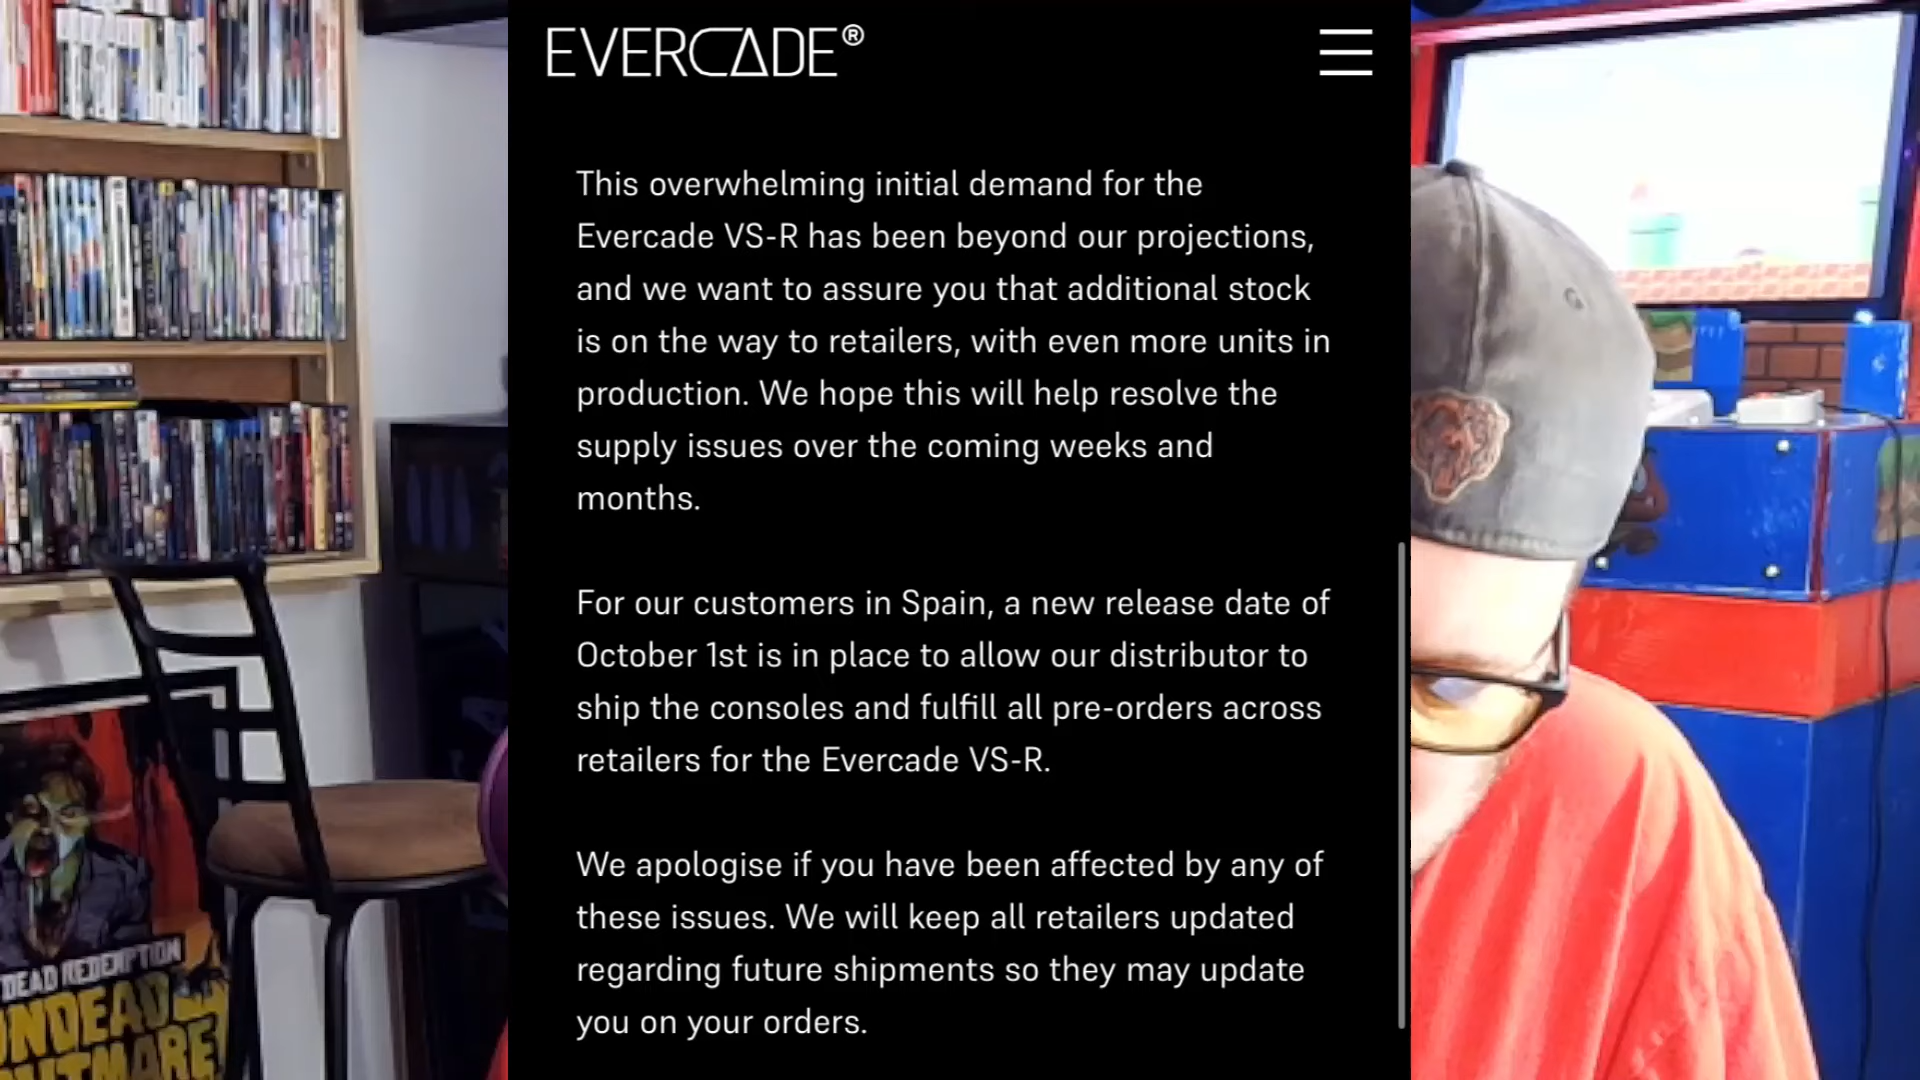 EVERCADE®
This overwhelming initial demand for the
Evercade VS-R has been beyond our projections,
and we want to assure you that additional stock
is on the way to retailers, with even more units in
production. We hope this will help resolve the
supply issues over the coming weeks and
months.
For our customers in Spain, a new release date of
October 1st is in place to allow our distributor to
ship the consoles and fulfill all pre-orders across
retailers for the Evercade VS-R.
We apologise if you have been affected by any of
these issues. We will keep all retailers updated
regarding future shipments so they may update
you on your orders.
DEAD REDEMPTION